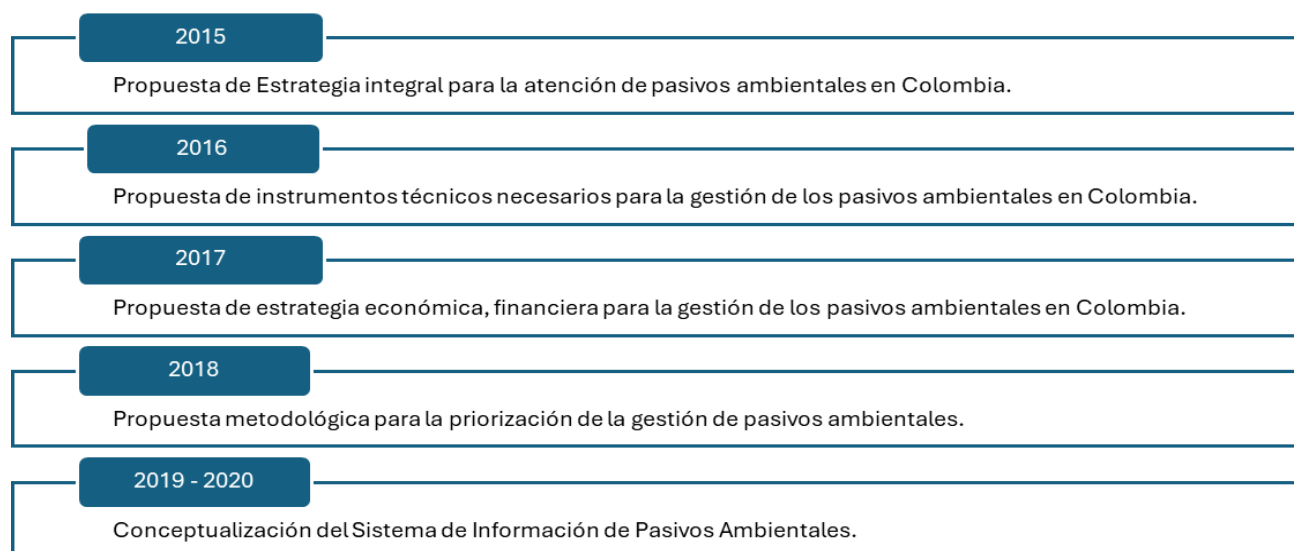 2015
Propuesta de Estrategia integral para la atención de pasivos ambientales en Colombia.
2016
Propuesta de instrumentos técnicos necesarios para la gestión de los pasivos ambientales en Colombia.
2017
Propuesta de estrategia económica, financiera para la gestión de los pasivos ambientales en Colombia.
2018
Propuesta metodológica para la priorización de la gestión de pasivos ambientales.
2019 - 2020
Conceptualización del Sistema de Información de Pasivos Ambientales.